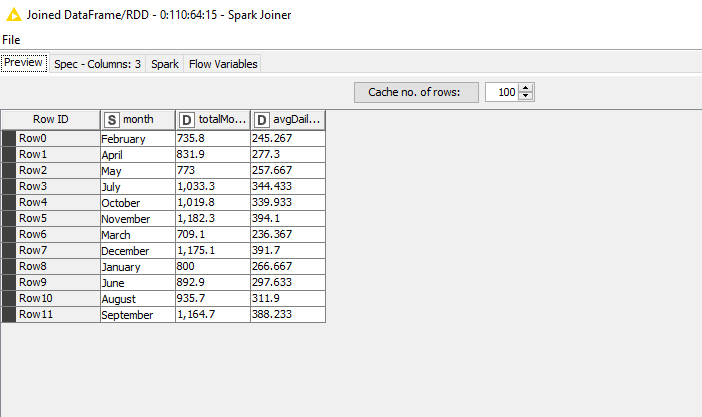 Joined DataFrame/RDD - 0:110:64:15 - Spark Joiner
File
Preview Spec - Columns: 3 Spark Flow Variables
Cache no. of rows: 100
Row ID S month D totalMo... D avgDail...
Row0 February 735.8 245.267
Row1 April 831.9 277.3
Row2 May 773 257.667
Row3 July 1,033.3 344.433
Row4 October 1,019.8 339.933
Row5 November 1,182.3 394.1
Row6 March 709.1 236.367
Row7 December 1,175.1 391.7
Row8 January 800 266.667
Row9 June 892.9 297.633
Row10 August 935.7 311.9
Row11 September 1,164.7 388.233